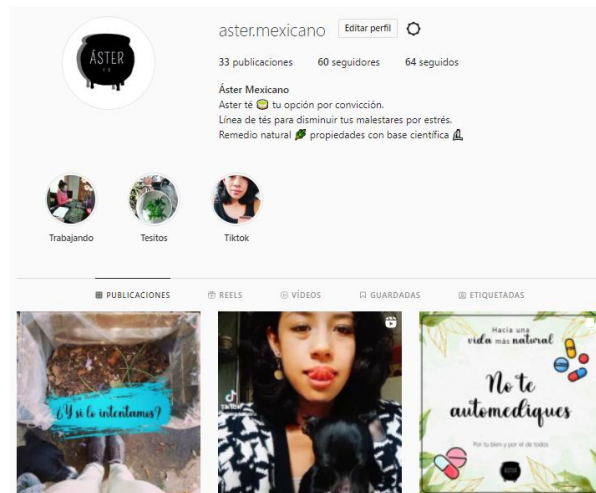 ÁSTER
TÉ
aster.mexicano Editar perfil
33 publicaciones 60 seguidores 64 seguidos
Áster Mexicano
Aster té tu opción por convicción.
Línea de tés para disminuir tus malestares por estrés.
Remedio natural propiedades con base científica
Trabajando Tesitos Tiktok
PUBLICACIONES REELS VÍDEOS GUARDADAS ETIQUETADAS
¿Y si lo intentamos?
TikTok
Hacia una
vida más natural
No te
automediques
Por tu bien y por el de todos
ÁSTER